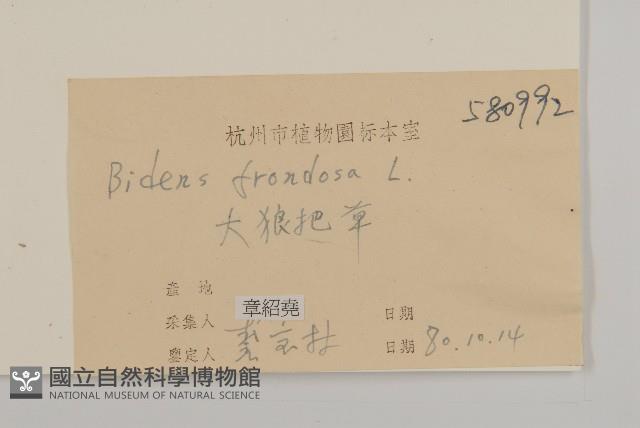 580992
杭州市植物園标本室
Bidens frondosa L.
大狼把草
產 地
章紹堯
采集人 日期
鑒定人 日期 80.10.14
國立自然科學博物館
NATIONAL MUSEUM OF NATURAL SCIENCE